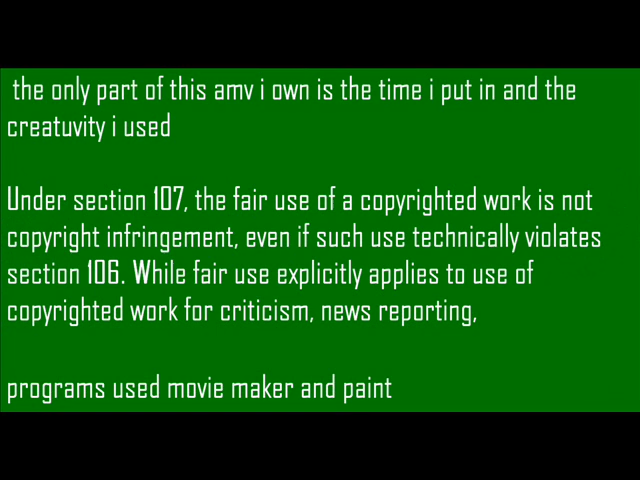 the only part of this amv i own is the time i put in and the
creatuvity i used
Under section 107, the fair use of a copyrighted work is not
copyright infringement, even if such use technically violates
section 106. While fair use explicitly applies to use of
copyrighted work for criticism, news reporting,
programs used movie maker and paint